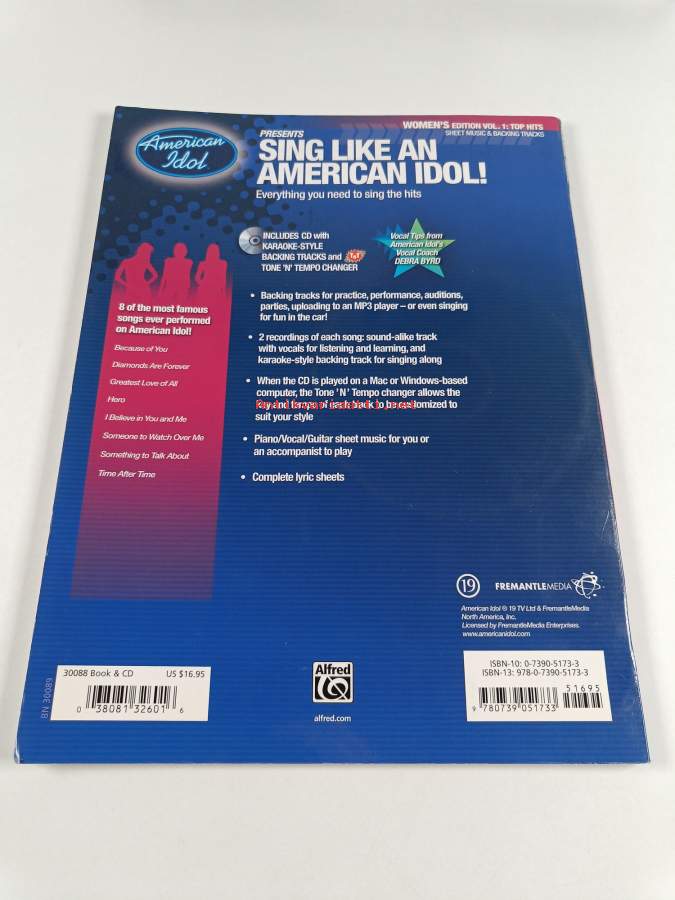 American
Idol
WOMEN'S EDITION VOL. 1: TOP HITS
SHEET MUSIC & BACKING TRACKS
PRESENTS
SING LIKE AN
AMERICAN IDOL!
Everything you need to sing the hits
INCLUDES CD with
KARAOKE-STYLE
BACKING TRACKS and
TONE 'N' TEMPO CHANGER
TNT
Vocal Tips from
American Idol's
Vocal Coach
DEBRA BYRD
8 of the most famous
songs ever performed
on American Idol!
Because of You
Diamonds Are Forever
Greatest Love of All
Hero
I Believe in You and Me
Someone to Watch Over Me
Something to Talk About
Time After Time
• Backing tracks for practice, performance, auditions,
parties, uploading to an MP3 player – or even singing
for fun in the car!
• 2 recordings of each song: sound-alike track
with vocals for listening and learning, and
karaoke-style backing track for singing along
• When the CD is played on a Mac or Windows-based
computer, the Tone 'N' Tempo changer allows the
key and tempo of each track to be customized to
suit your style
• Piano/Vocal/Guitar sheet music for you or
an accompanist to play
• Complete lyric sheets
19 FREMANTLEMEDIA
American Idol ® 19 TV Ltd & FremantleMedia
North America, Inc.
Licensed by FremantleMedia Enterprises.
www.americanidol.com
BN 30089
30088 Book & CD US $16.95
0 38081 32601 6
Alfred
alfred.com
ISBN-10: 0-7390-5173-3
ISBN-13: 978-0-7390-5173-3
51695
9 780739 051733